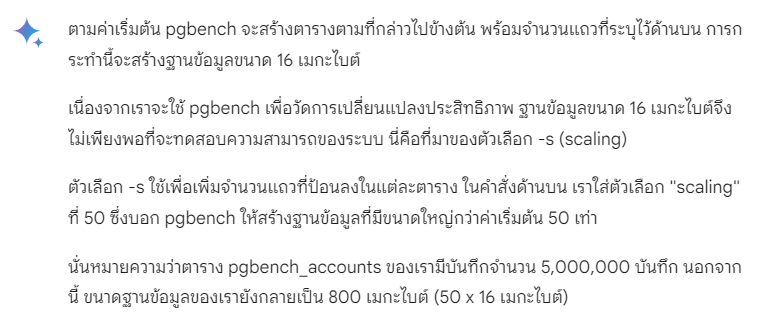 ตามค่าเริ่มต้น pgbench จะสร้างตารางตามที่กล่าวไปข้างต้น พร้อมจำนวนแถวที่ระบุไว้ด้านบน การก
ระทำนี้จะสร้างฐานข้อมูลขนาด 16 เมกะไบต์
เนื่องจากเราจะใช้ pgbench เพื่อวัดการเปลี่ยนแปลงประสิทธิภาพ ฐานข้อมูลขนาด 16 เมกะไบต์จึง
ไม่เพียงพอที่จะทดสอบความสามารถของระบบ นี่คือที่มาของตัวเลือก -s (scaling)
ตัวเลือก -s ใช้เพื่อเพิ่มจำนวนแถวที่ป้อนลงในแต่ละตาราง ในคำสั่งด้านบน เราใส่ตัวเลือก "scaling"
ที่ 50 ซึ่งบอก pgbench ให้สร้างฐานข้อมูลที่มีขนาดใหญ่กว่าค่าเริ่มต้น 50 เท่า
นั่นหมายความว่าตาราง pgbench_accounts ของเรามีบันทึกจำนวน 5,000,000 บันทึก นอกจาก
นี้ ขนาดฐานข้อมูลของเรายังกลายเป็น 800 เมกะไบต์ (50 x 16 เมกะไบต์)